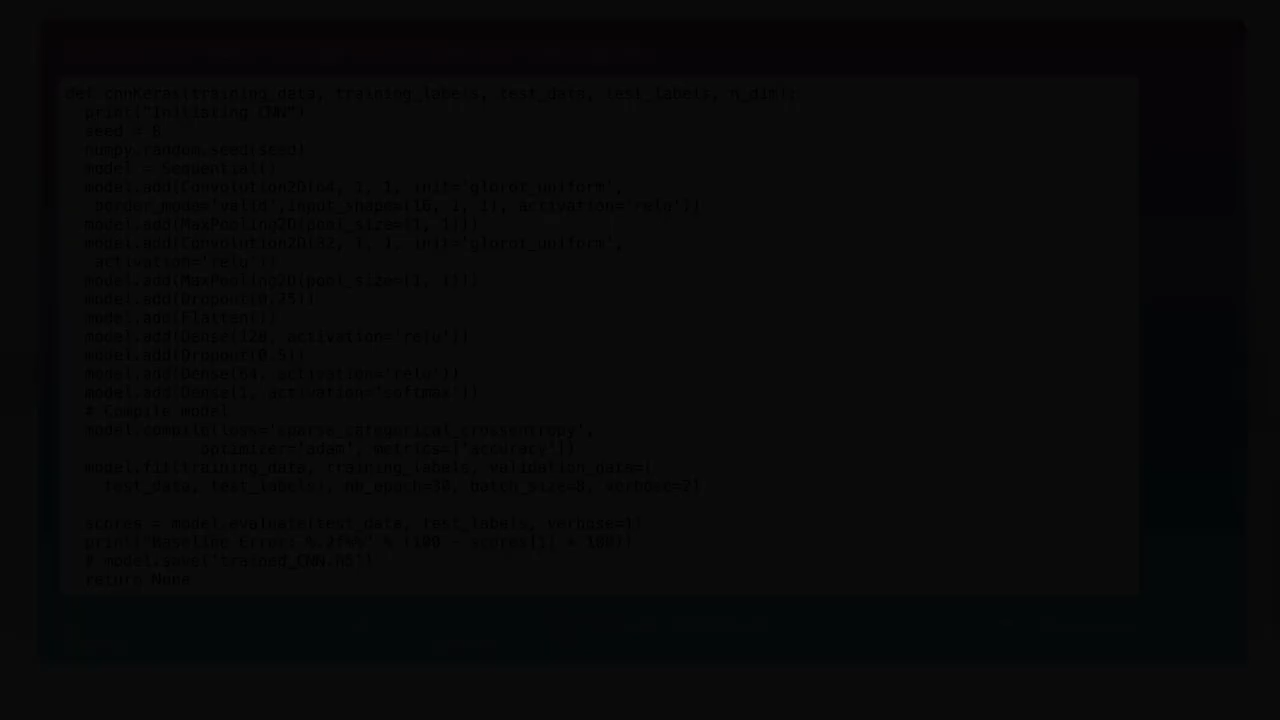 def cnnKeras(training_data, training_labels, test_data, test_labels, n_dim):
print("Initiating CNN")
seed = 8
numpy.random.seed(seed)
model = Sequential()
model.add(Convolution2D(64, 1, 1, init='glorot_uniform',
border_mode='valid',input_shape=(16, 1, 1), activation='relu'))
model.add(MaxPooling2D(pool_size=(1, 1)))
model.add(Convolution2D(32, 1, 1, init='glorot_uniform',
activation='relu'))
model.add(MaxPooling2D(pool_size=(1, 1)))
model.add(Dropout(0.75))
model.add(Flatten())
model.add(Dense(128, activation='relu'))
model.add(Dropout(0.5))
model.add(Dense(64, activation='relu'))
model.add(Dense(1, activation='softmax'))
# Compile model
model.compile(loss='sparse_categorical_crossentropy',
optimizer='adam', metrics=['accuracy'])
model.fit(training_data, training_labels, validation_data=(
test_data, test_labels), nb_epoch=30, batch_size=8, verbose=2)
scores = model.evaluate(test_data, test_labels, verbose=1)
print("Baseline Error: %.2f%%" % (100 - scores[1] * 100))
# model.save('trained_CNN.h5')
return None